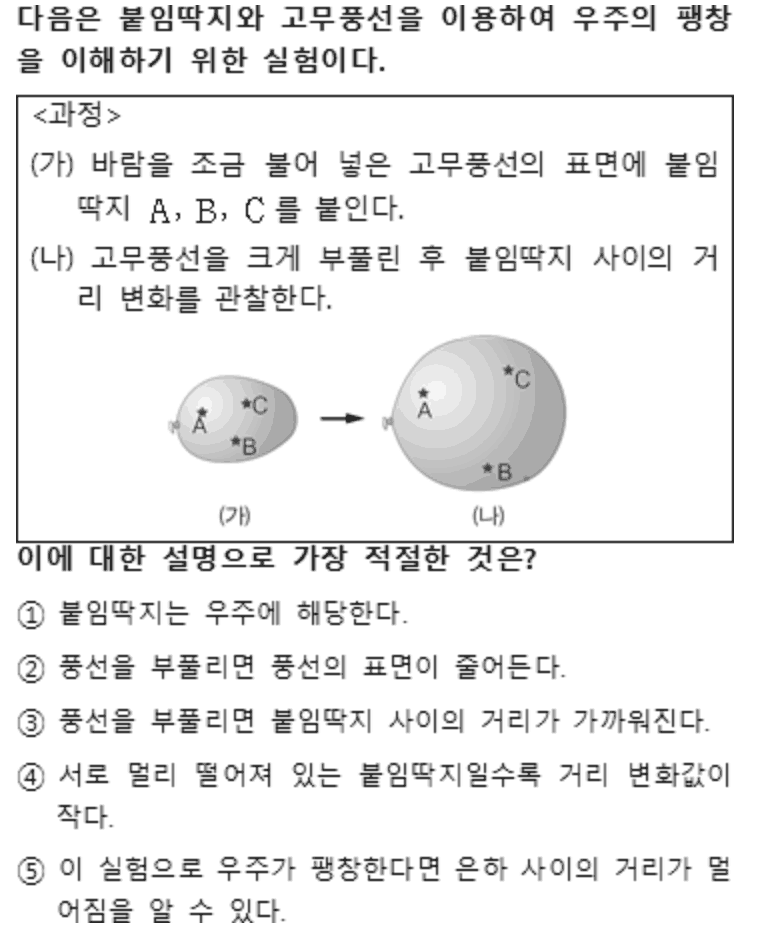 다음은 붙임딱지와 고무풍선을 이용하여 우주의 팽창
을 이해하기 위한 실험이다.
<과정>
(가) 바람을 조금 불어 넣은 고무풍선의 표면에 붙임
딱지 A, B, C를 붙인다.
(나) 고무풍선을 크게 부풀린 후 붙임딱지 사이의 거
리 변화를 관찰한다.
A
C
B
A
C
B
(가)
(나)
이에 대한 설명으로 가장 적절한 것은?
① 붙임딱지는 우주에 해당한다.
② 풍선을 부풀리면 풍선의 표면이 줄어든다.
③ 풍선을 부풀리면 붙임딱지 사이의 거리가 가까워진다.
④ 서로 멀리 떨어져 있는 붙임딱지일수록 거리 변화값이
작다.
⑤ 이 실험으로 우주가 팽창한다면 은하 사이의 거리가 멀
어짐을 알 수 있다.